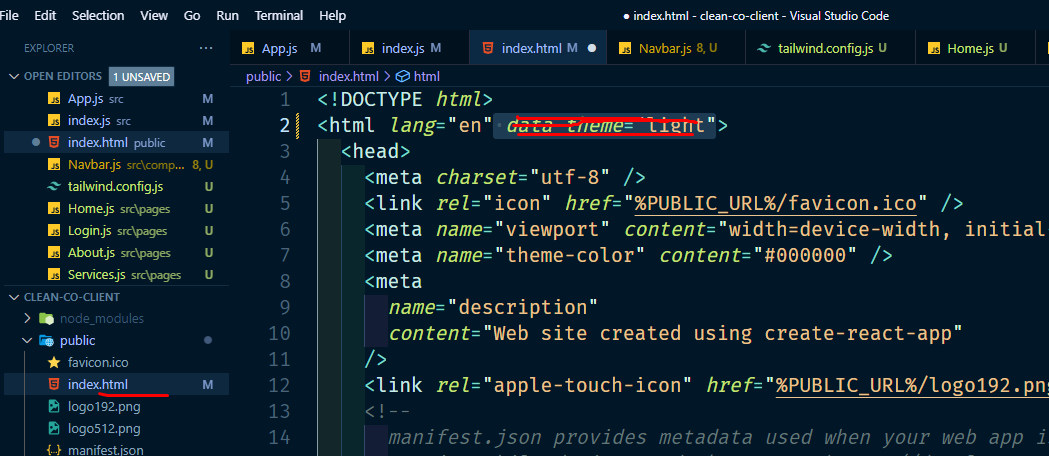 File Edit Selection View Go Run Terminal Help ● index.html - clean-co-client - Visual Studio Code
EXPLORER ...
App.js M index.js M index.html M Navbar.js 8, U tailwind.config.js U Home.js U
OPEN EDITORS 1 UNSAVED
App.js src M
index.js src M
index.html public M
Navbar.js src\comp... 8, U
tailwind.config.js U
Home.js src\pages U
Login.js src\pages U
About.js src\pages U
Services.js src\pages U
CLEAN-CO-CLIENT
node_modules
public
favicon.ico
index.html M
logo192.png
logo512.png
manifest.json
public > index.html > html
1 <!DOCTYPE html>
2 <html lang="en" data-theme="light">
3 <head>
4 <meta charset="utf-8" />
5 <link rel="icon" href="%PUBLIC_URL%/favicon.ico" />
6 <meta name="viewport" content="width=device-width, initial
7 <meta name="theme-color" content="#000000" />
8 <meta
9 name="description"
10 content="Web site created using create-react-app"
11 />
12 <link rel="apple-touch-icon" href="%PUBLIC_URL%/logo192.png
13 <!--
14 manifest.json provides metadata used when your web app i